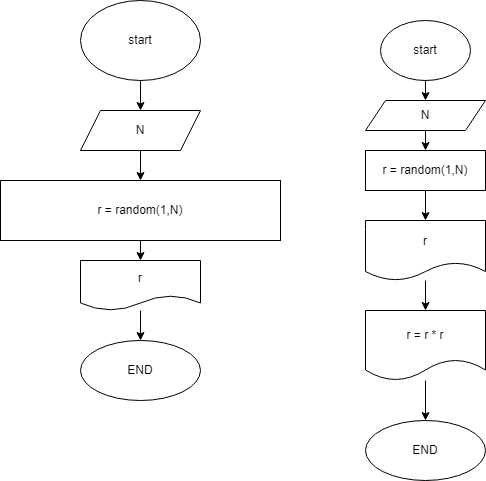 start
N
r = random(1,N)
r
END
start
N
r = random(1,N)
r
r = r * r
END